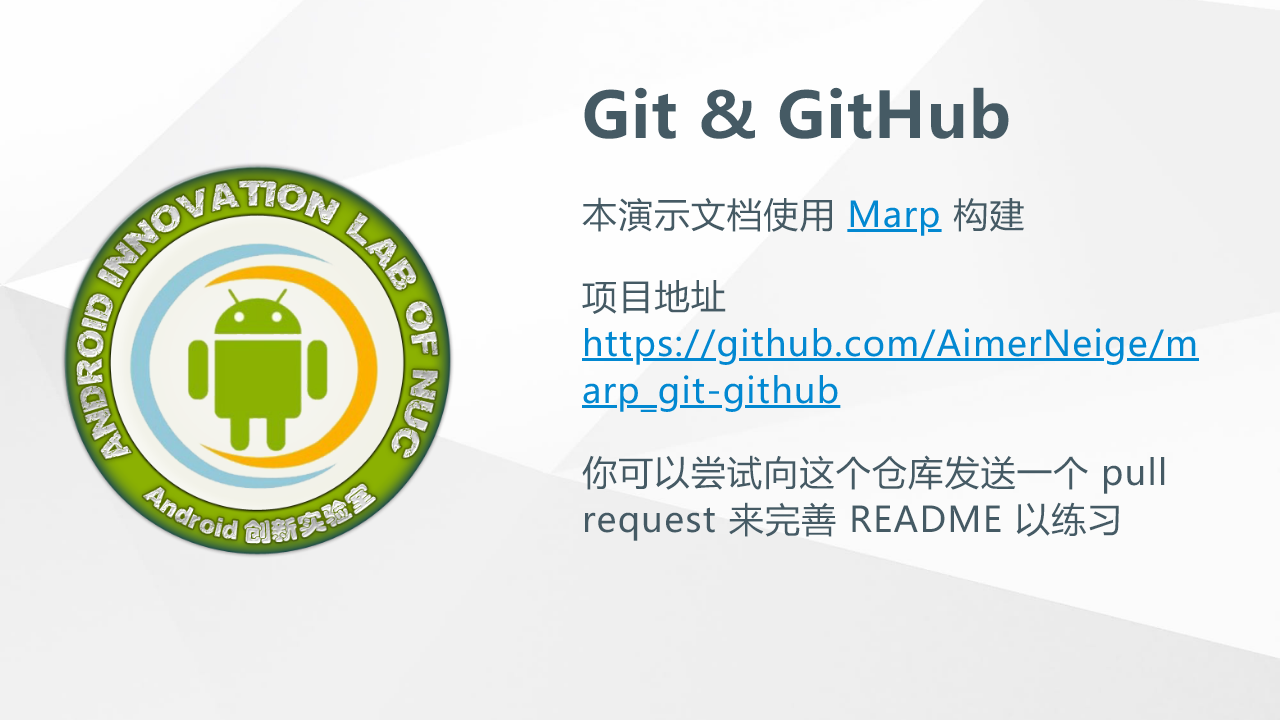 ANDROID INNOVATION LAB OF NUC
Android 创新实验室
Git & GitHub
本演示文档使用 Marp 构建
项目地址
https://github.com/AimerNeige/m
arp_git-github
你可以尝试向这个仓库发送一个 pull
request 来完善 README 以练习